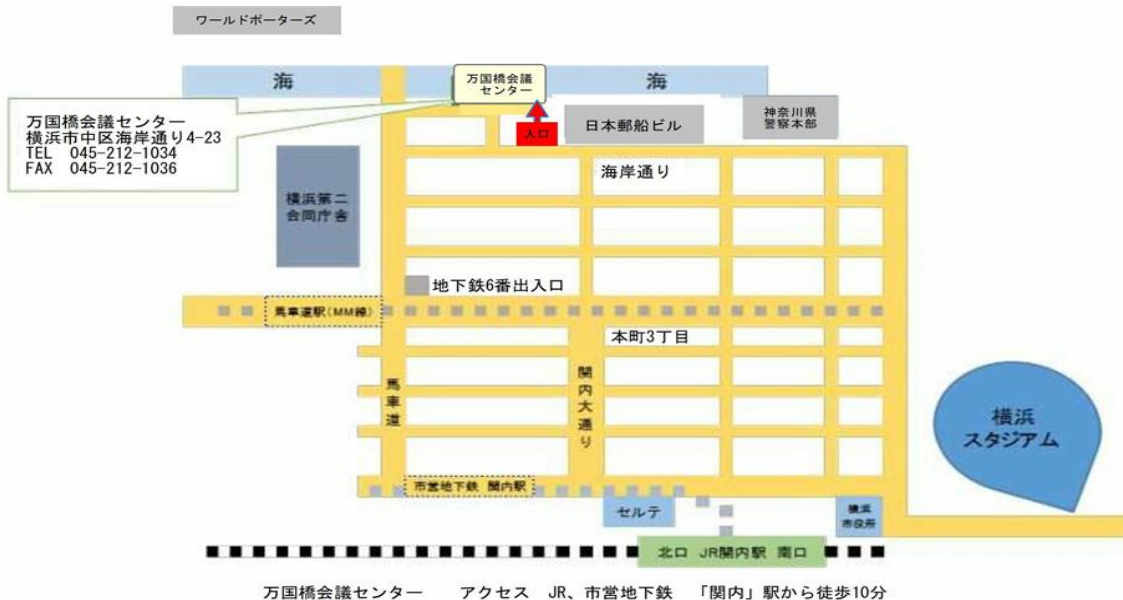 ワールドポーターズ
海
万国橋会議
センター
海
万国橋会議センター
横浜市中区海岸通り4-23
TEL 045-212-1034
FAX 045-212-1036
入口
日本郵船ビル
神奈川県
警察本部
海岸通り
横浜第二
合同庁舎
地下鉄6番出入口
馬車道駅(MM線)
本町3丁目
馬車道
関内大通り
横浜
スタジアム
市営地下鉄 関内駅
セルテ
横浜
市役所
北口 JR関内駅 南口
万国橋会議センター アクセス JR、市営地下鉄 「関内」駅から徒歩10分